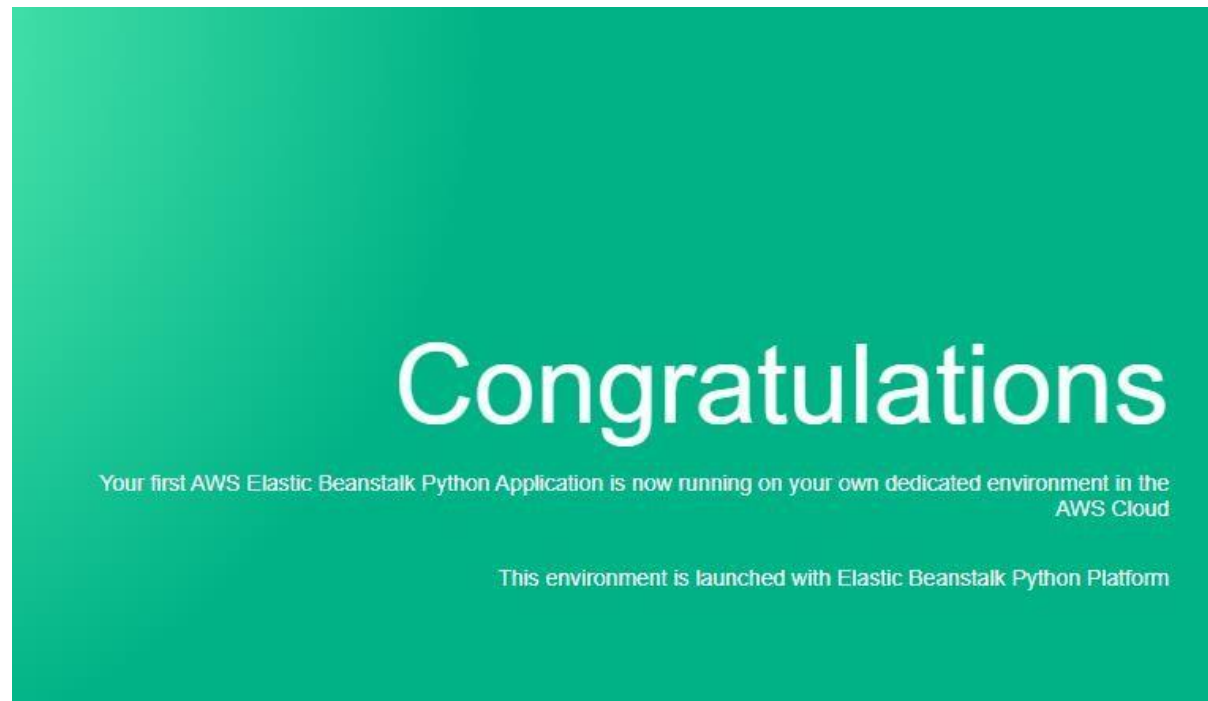 Congratulations
Your first AWS Elastic Beanstalk Python Application is now running on your own dedicated environment in the
AWS Cloud
This environment is launched with Elastic Beanstalk Python Platform